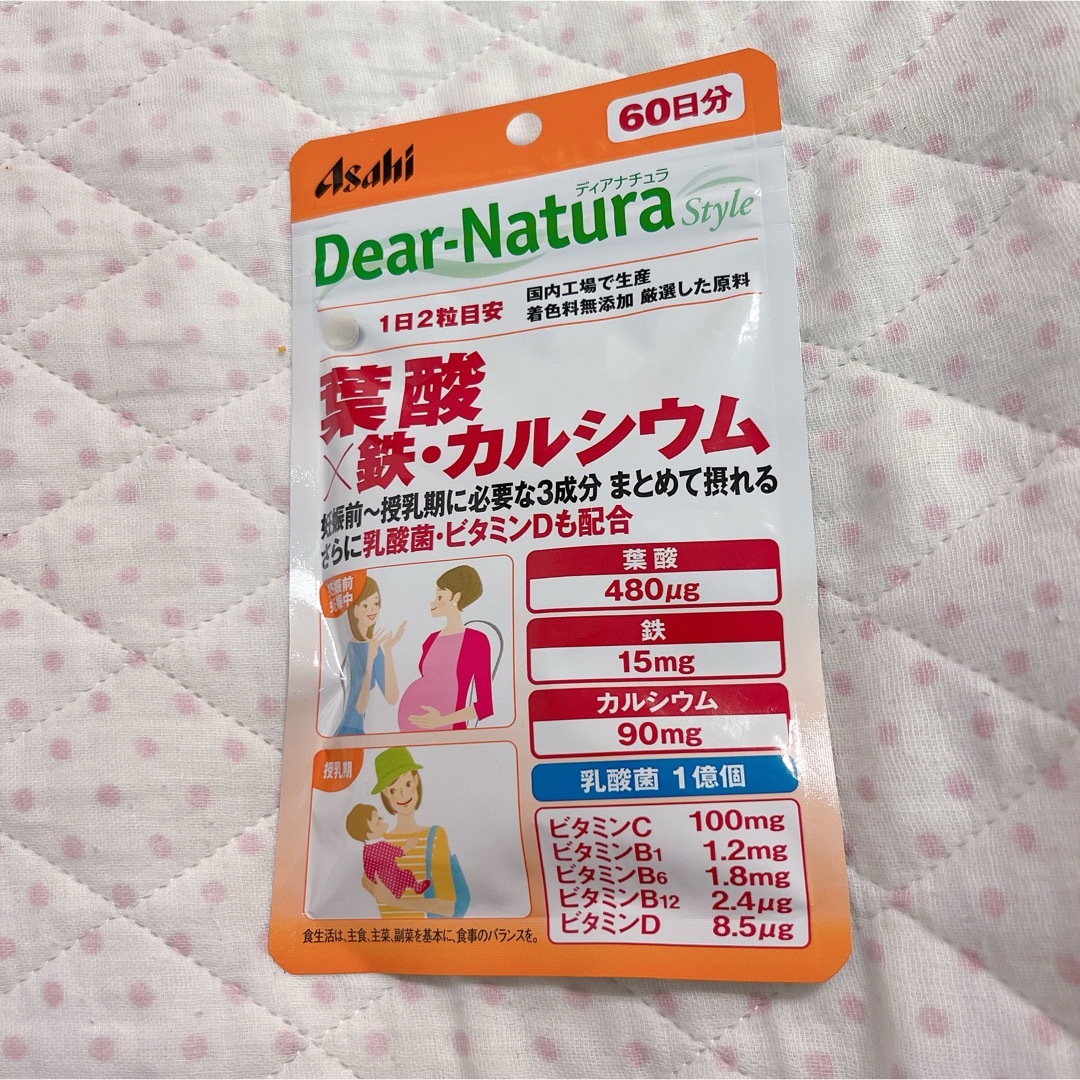 60日分
Asahi
ディアナチュラ
Dear-Natura Style
1日2粒目安
国内工場で生産
着色料無添加 厳選した原料
葉酸
×鉄・カルシウム
妊娠前〜授乳期に必要な3成分 まとめて摂れる
さらに乳酸菌・ビタミンDも配合
妊娠前
妊娠中
葉酸
480μg
鉄
15mg
カルシウム
90mg
授乳期
乳酸菌 1億個
ビタミンC 100mg
ビタミンB1 1.2mg
ビタミンB6 1.8mg
ビタミンB12 2.4μg
ビタミンD 8.5μg
食生活は、主食、主菜、副菜を基本に、食事のバランスを。